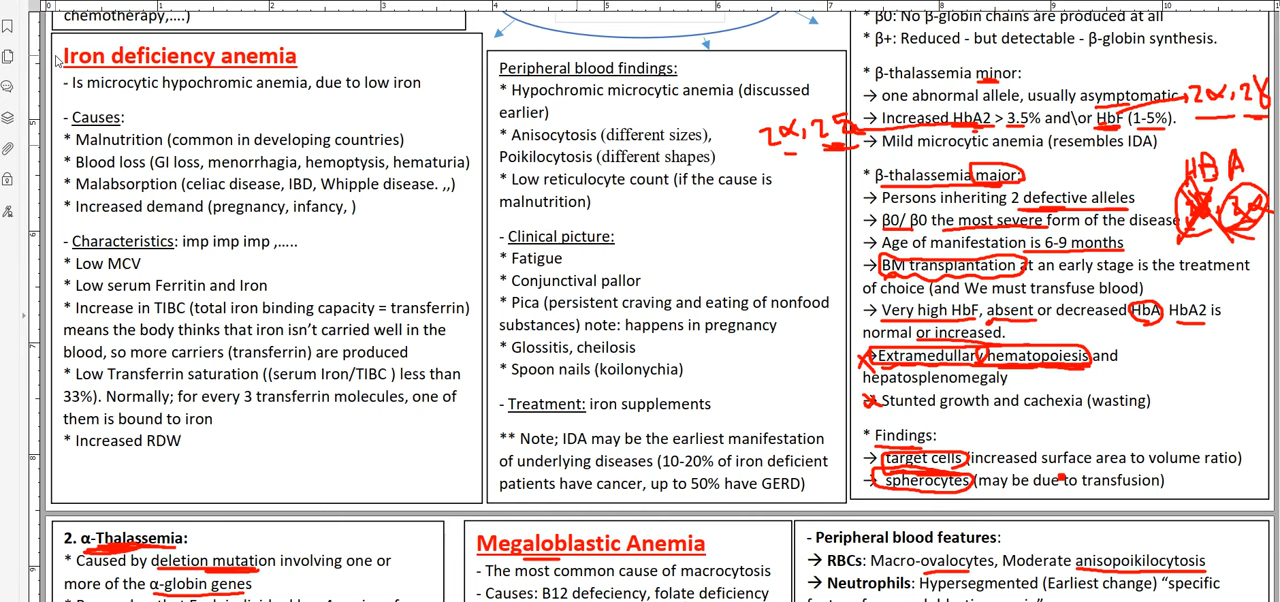 chemotherapy,....)
Iron deficiency anemia
- Is microcytic hypochromic anemia, due to low iron
- Causes:
* Malnutrition (common in developing countries)
* Blood loss (GI loss, menorrhagia, hemoptysis, hematuria)
* Malabsorption (celiac disease, IBD, Whipple disease. ,,)
* Increased demand (pregnancy, infancy, )
- Characteristics: imp imp imp ,.....
* Low MCV
* Low serum Ferritin and Iron
* Increase in TIBC (total iron binding capacity = transferrin)
means the body thinks that iron isn’t carried well in the
blood, so more carriers (transferrin) are produced
* Low Transferrin saturation ((serum Iron/TIBC ) less than
33%). Normally; for every 3 transferrin molecules, one of
them is bound to iron
* Increased RDW
Peripheral blood findings:
* Hypochromic microcytic anemia (discussed
earlier)
* Anisocytosis (different sizes),
Poikilocytosis (different shapes)
* Low reticulocyte count (if the cause is
malnutrition)
- Clinical picture:
* Fatigue
* Conjunctival pallor
* Pica (persistent craving and eating of nonfood
substances) note: happens in pregnancy
* Glossitis, cheilosis
* Spoon nails (koilonychia)
- Treatment: iron supplements
** Note; IDA may be the earliest manifestation
of underlying diseases (10-20% of iron deficient
patients have cancer, up to 50% have GERD)
* β0: No β-globin chains are produced at all
* β+: Reduced - but detectable - β-globin synthesis.
* β-thalassemia minor:
→ one abnormal allele, usually asymptomatic
→ Increased HbA2 > 3.5% and\or HbF (1-5%).
→ Mild microcytic anemia (resembles IDA)
2α, 2γ
2α, 2δ
* β-thalassemia major:
→ Persons inheriting 2 defective alleles
→ β0/ β0 the most severe form of the disease
→ Age of manifestation is 6-9 months
→ BM transplantation at an early stage is the treatment
of choice (and We must transfuse blood)
→ Very high HbF, absent or decreased HbA HbA2 is
normal or increased.
→ Extramedullary hematopoiesis and
hepatosplenomegaly
→ Stunted growth and cachexia (wasting)
HBA
* Findings:
→ target cells (increased surface area to volume ratio)
→ spherocytes (may be due to transfusion)
2. α-Thalassemia:
* Caused by deletion mutation involving one or
more of the α-globin genes
Megaloblastic Anemia
- The most common cause of macrocytosis
- Causes: B12 defeciency, folate deficiency
- Peripheral blood features:
→ RBCs: Macro-ovalocytes, Moderate anisopoikilocytosis
→ Neutrophils: Hypersegmented (Earliest change) “specific